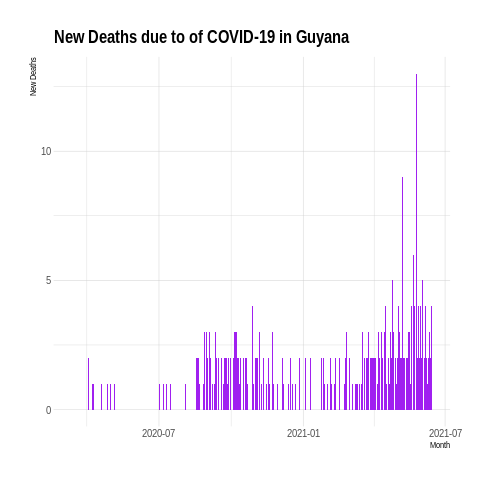 New Deaths due to of COVID-19 in Guyana
New Deaths
10
5
0
2020-07
2021-01
2021-07
Month